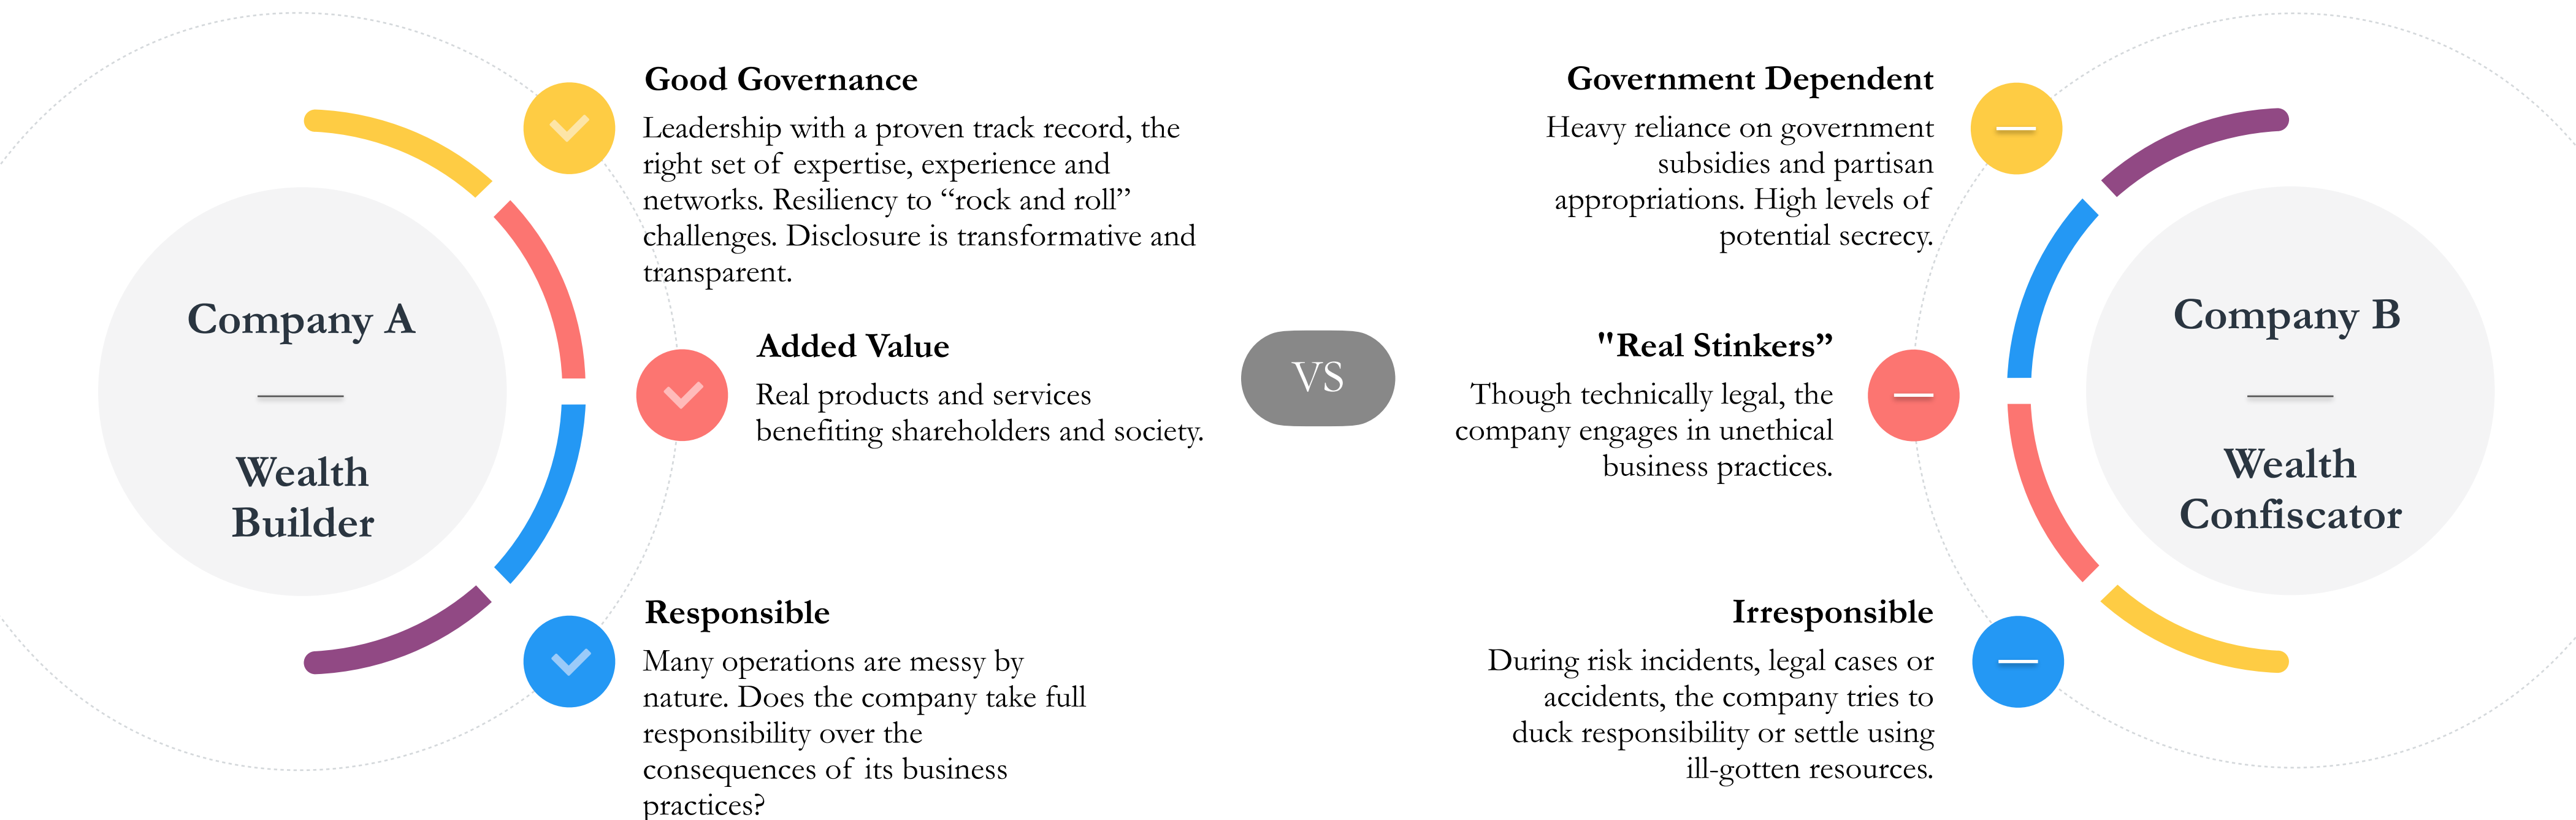 Company A
Wealth
Builder
Good Governance
Leadership with a proven track record, the
right set of expertise, experience and
networks. Resiliency to “rock and roll”
challenges. Disclosure is transformative and
transparent.
Added Value
Real products and services
benefiting shareholders and society.
Responsible
Many operations are messy by
nature. Does the company take full
responsibility over the
consequences of its business
practices?
VS
Government Dependent
Heavy reliance on government
subsidies and partisan
appropriations. High levels of
potential secrecy.
"Real Stinkers”
Though technically legal, the
company engages in unethical
business practices.
Irresponsible
During risk incidents, legal cases or
accidents, the company tries to
duck responsibility or settle using
ill-gotten resources.
Company B
Wealth
Confiscator